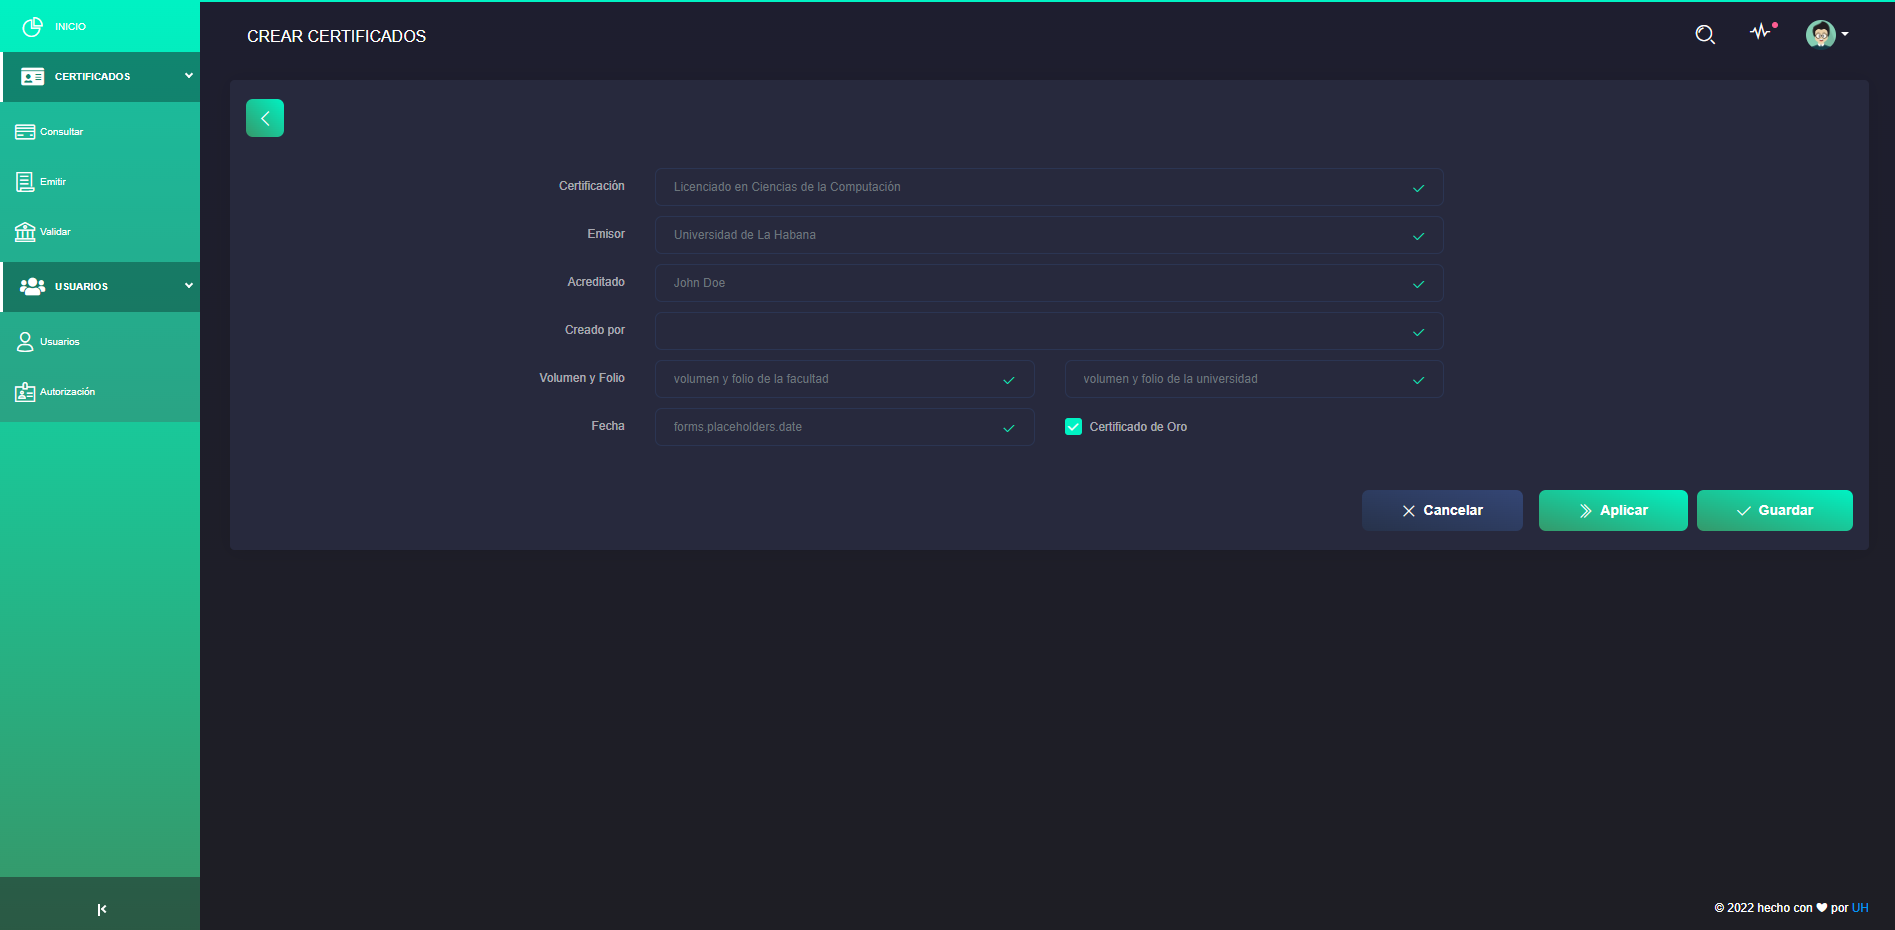 INICIO
CERTIFICADOS
Consultar
Emitir
Validar
USUARIOS
Usuarios
Autorización
CREAR CERTIFICADOS
Certificación Licenciado en Ciencias de la Computación
Emisor Universidad de La Habana
Acreditado John Doe
Creado por
Volumen y Folio volumen y folio de la facultad volumen y folio de la universidad
Fecha forms.placeholders.date Certificado de Oro
Cancelar Aplicar Guardar
© 2022 hecho con ♥ por UH